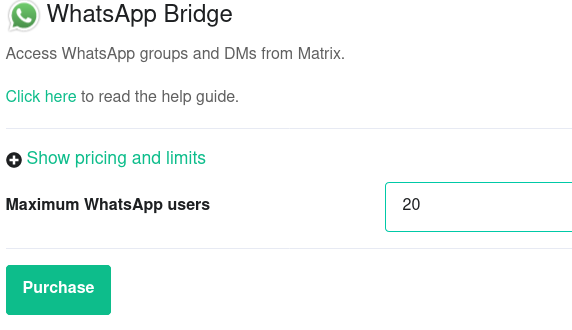 WhatsApp Bridge
Access WhatsApp groups and DMs from Matrix.
Click here to read the help guide.
Show pricing and limits
Maximum WhatsApp users
20
Purchase